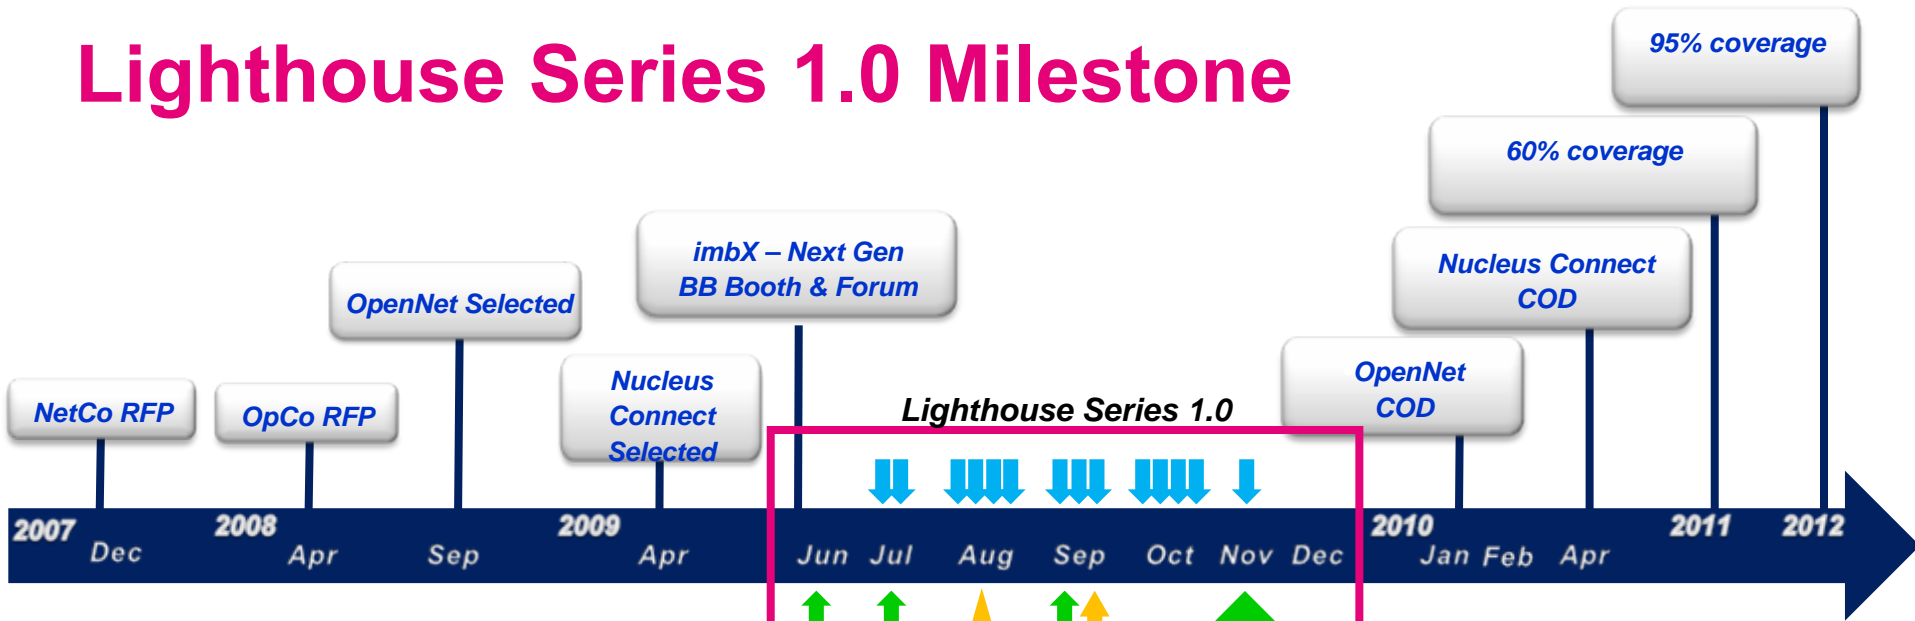 Lighthouse Series 1.0 Milestone
95% coverage
60% coverage
imbX – Next Gen
BB Booth & Forum
Nucleus Connect
COD
OpenNet Selected
OpenNet
COD
Nucleus
Connect
Selected
NetCo RFP
OpCo RFP
Lighthouse Series 1.0
2007
2008
2009
2010
2011
2012
Dec
Apr
Sep
Apr
Jun
Jul
Aug
Sep
Oct
Nov
Dec
Jan
Feb
Apr